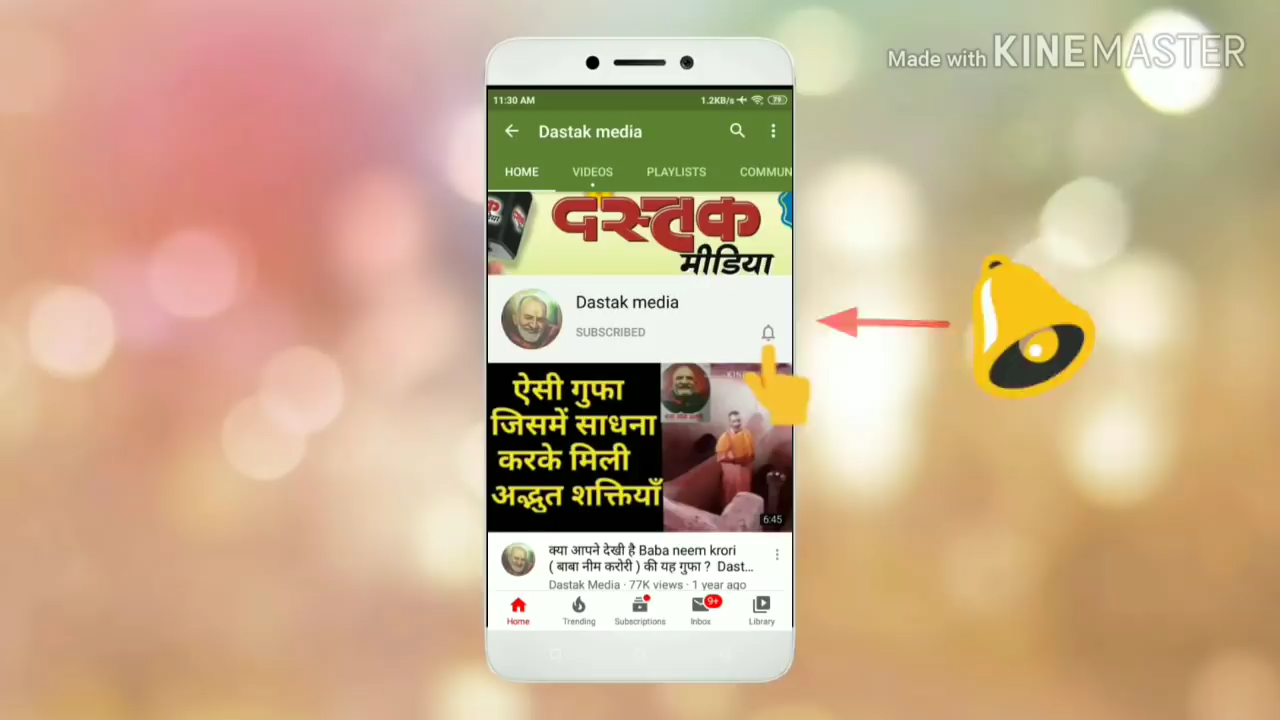 Made with KINEMASTER
11:30 AM 1.2KB/s 79
Dastak media
HOME VIDEOS PLAYLISTS COMMUN
दस्तक
मीडिया
Dastak media
SUBSCRIBED
ऐसी गुफा
जिसमें साधना
करके मिली
अद्भुत शक्तियाँ
6:45
क्या आपने देखी है Baba neem krori
( बाबा नीम करोरी ) की यह गुफा ? Dast...
Dastak Media · 77K views · 1 year ago
9+
Home Trending Subscriptions Inbox Library